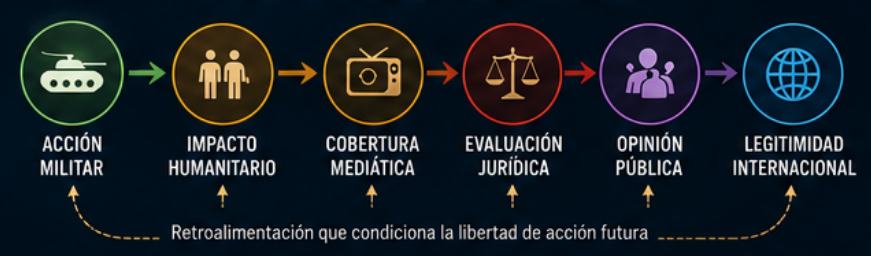 ACCIÓN
MILITAR
IMPACTO
HUMANITARIO
COBERTURA
MEDIÁTICA
EVALUACIÓN
JURÍDICA
OPINIÓN
PÚBLICA
LEGITIMIDAD
INTERNACIONAL
Retroalimentación que condiciona la libertad de acción futura